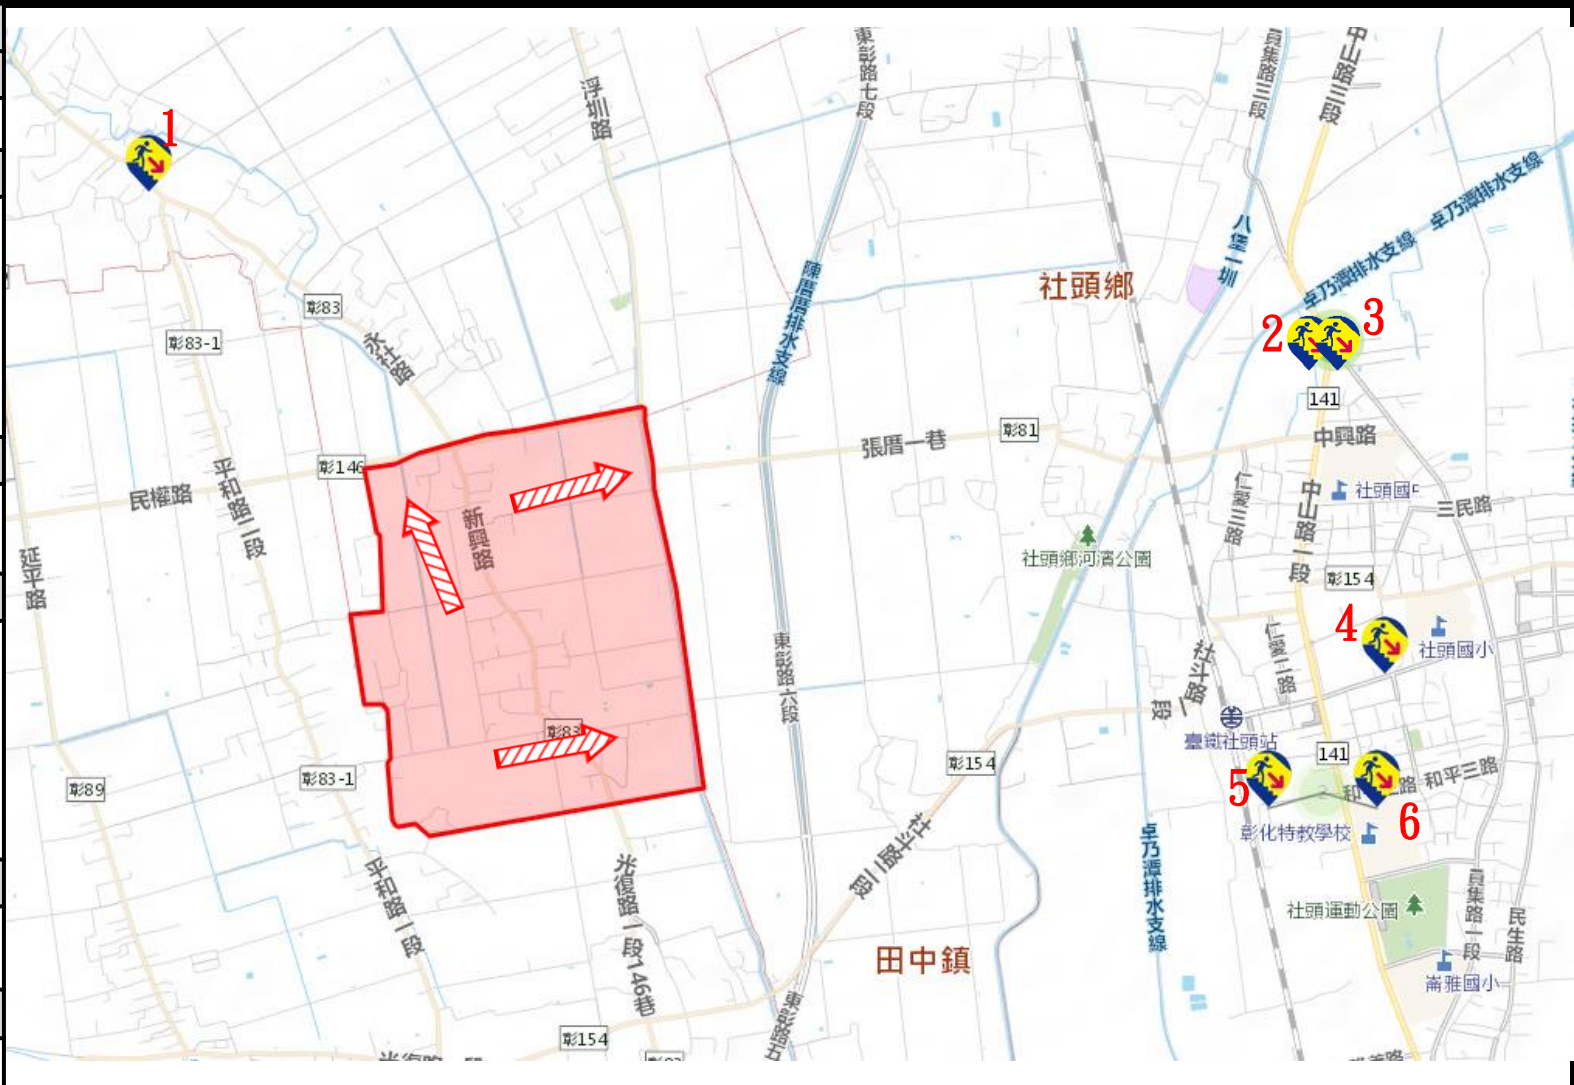 東彰路七段
員集路三段
中山路三段
浮圳路
1
卓乃潭排水支線
卓乃潭排水支線
卓乃潭排水支線
八堡一圳
陳厝厝排水支線
社頭鄉
彰83
彰83-1
永社路
2
3
141
彰81
張厝一巷
中興路
彰146
民權路
平和路二段
新興路
仁愛三路
中山路一段
社頭國中
三民路
延平路
社頭鄉河濱公園
彰154
4
社頭國小
仁愛二路
東彰路六段
社斗路一段
臺鐵社頭站
彰83
彰83-1
彰89
彰154
141
5
和平三路
6
彰化特教學校
社斗路二段
卓乃潭排水支線
平和路一段
光復路一段146巷
社頭運動公園
員集路一段
民生路
田中鎮
崙雅國小
彰154